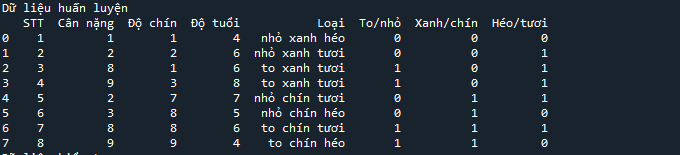 Dữ liệu huấn luyện
STT Cân nặng Độ chín Độ tuổi Loại To/nhỏ Xanh/chín Héo/tươi
0 1 1 1 4 nhỏ xanh héo 0 0 0
1 2 2 2 6 nhỏ xanh tươi 0 0 1
2 3 8 1 6 to xanh tươi 1 0 1
3 4 9 3 8 to xanh tươi 1 0 1
4 5 2 7 7 nhỏ chín tươi 0 1 1
5 6 3 8 5 nhỏ chín héo 0 1 0
6 7 8 8 6 to chín tươi 1 1 1
7 8 9 9 4 to chín héo 1 1 0